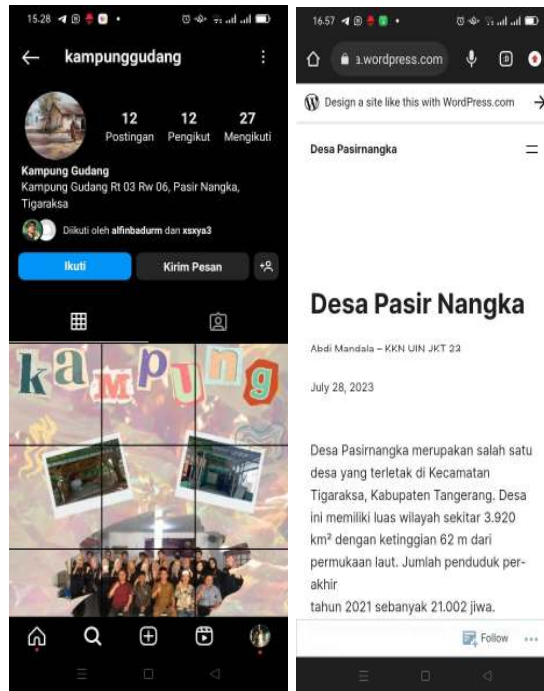 15.28
kampunggudang
12
12
27
Postingan
Pengikut
Mengikuti
Kampung Gudang
Kampung Gudang Rt 03 Rw 06, Pasir Nangka,
Tigaraksa
Diikuti oleh alfinbadurm dan xsxya3
Ikuti
Kirim Pesan
kampung
16.57
a.wordpress.com
Design a site like this with WordPress.com
Desa Pasirnangka
Desa Pasir Nangka
Abdi Mandala – KKN UIN JKT 23
July 28, 2023
Desa Pasirnangka merupakan salah satu
desa yang terletak di Kecamatan
Tigaraksa, Kabupaten Tangerang. Desa
ini memiliki luas wilayah sekitar 3.920
km² dengan ketinggian 62 m dari
permukaan laut. Jumlah penduduk per-
akhir
tahun 2021 sebanyak 21.002 jiwa.
Follow